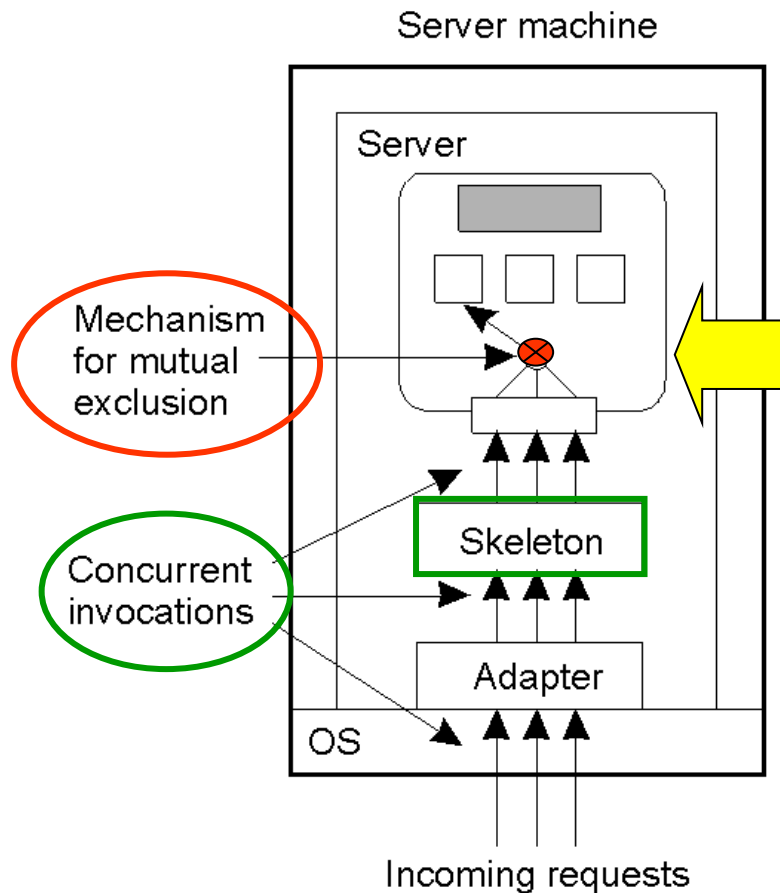 Server machine
Server
Mechanism
for mutual
exclusion
Skeleton
Concurrent
invocations
Adapter
OS
Incoming requests